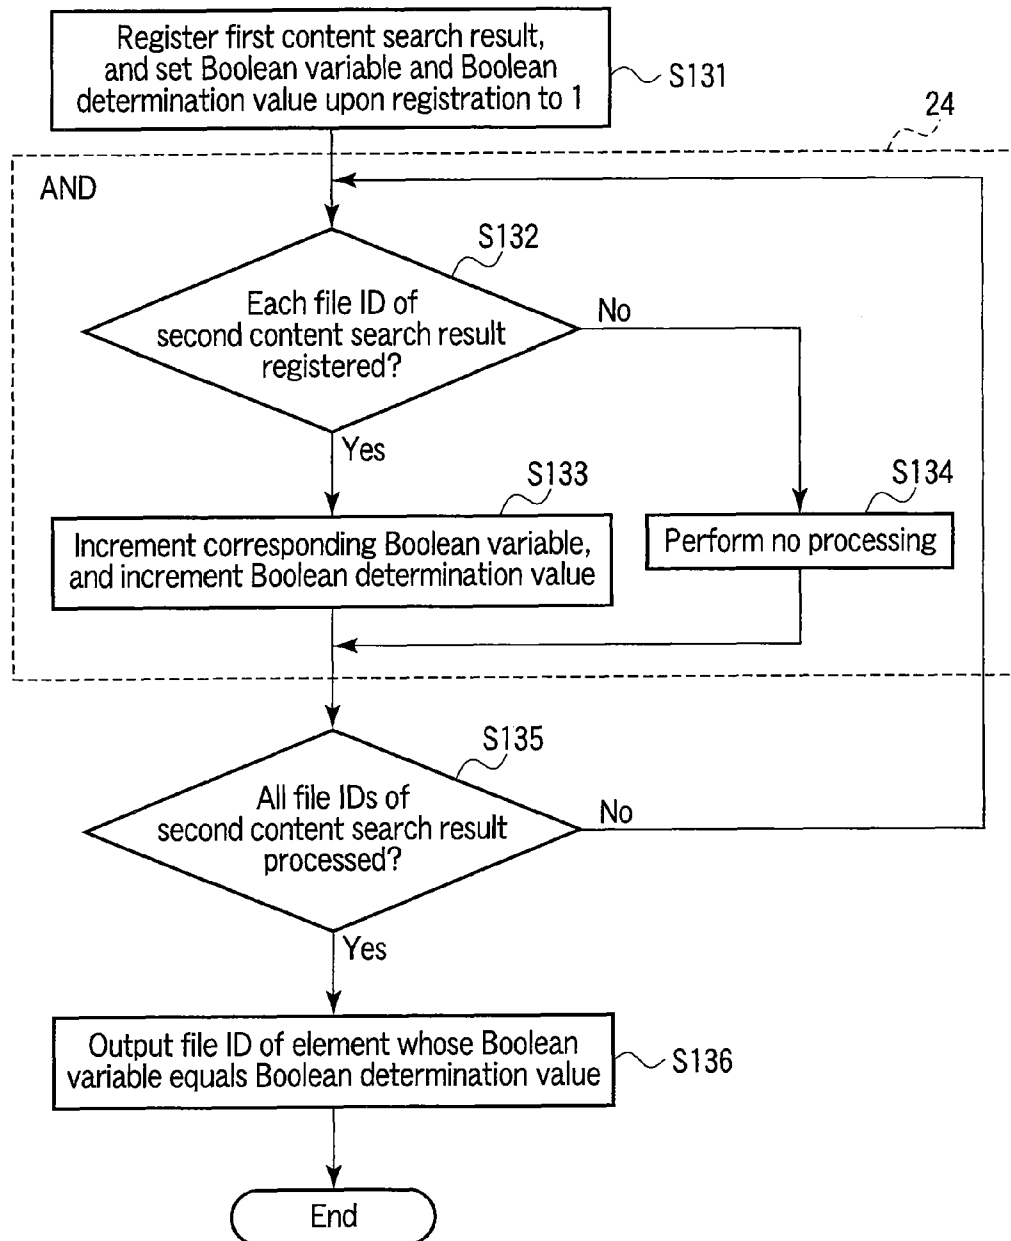 Register first content search result,
and set Boolean variable and Boolean
determination value upon registration to 1
S131
24
AND
S132
Each file ID of
second content search result
registered?
No
Yes
S133
S134
Increment corresponding Boolean variable,
and increment Boolean determination value
Perform no processing
S135
All file IDs of
second content search result
processed?
No
Yes
Output file ID of element whose Boolean
variable equals Boolean determination value
S136
End